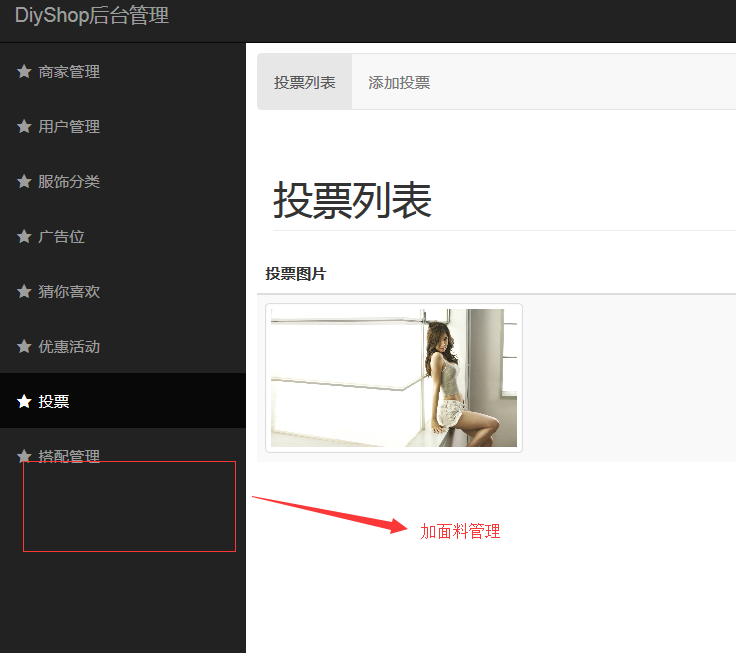 DiyShop后台管理
商家管理
用户管理
服饰分类
广告位
猜你喜欢
优惠活动
投票
搭配管理
投票列表 添加投票
投票列表
投票图片
加面料管理